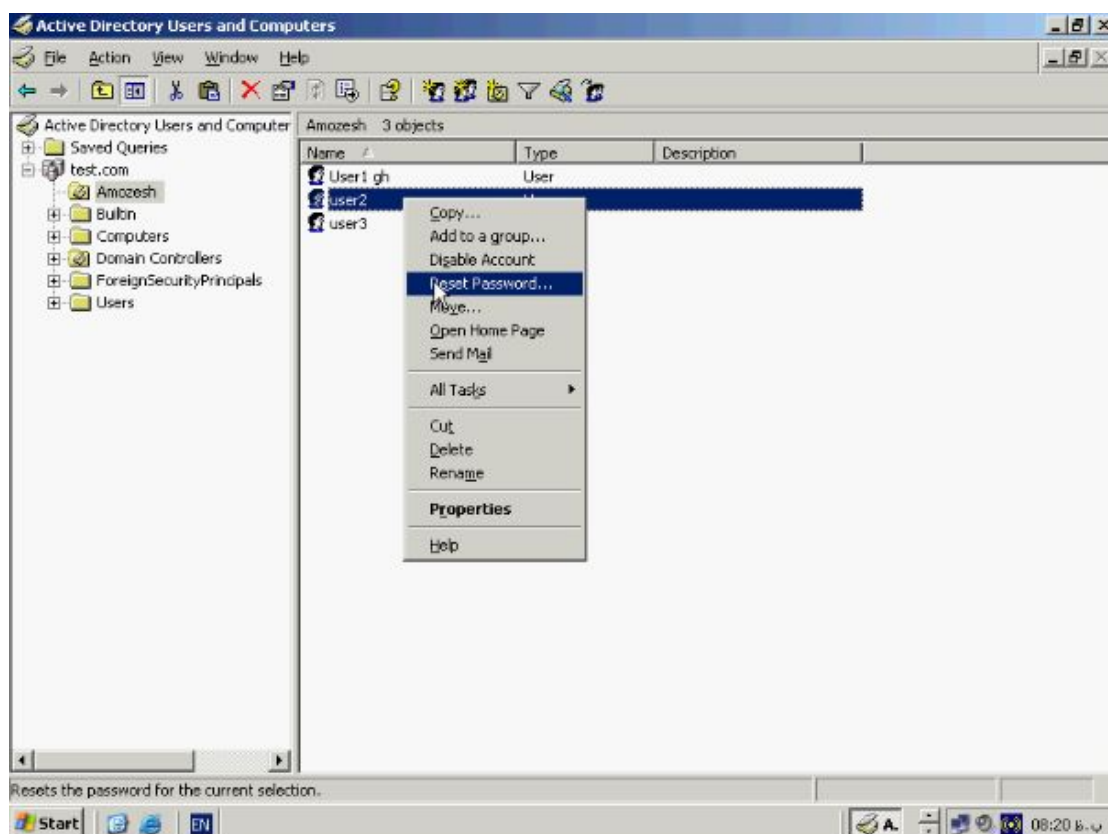 Active Directory Users and Computers
File Action View Window Help
Active Directory Users and Computer
Saved Queries
test.com
Amozesh
Builtin
Computers
Domain Controllers
ForeignSecurityPrincipals
Users
Amozesh 3 objects
Name Type Description
User1 gh User
user2
user3
Copy...
Add to a group...
Disable Account
Reset Password...
Move...
Open Home Page
Send Mail
All Tasks
Cut
Delete
Rename
Properties
Help
Resets the password for the current selection.
Start EN A. 08:20 ب.ظ